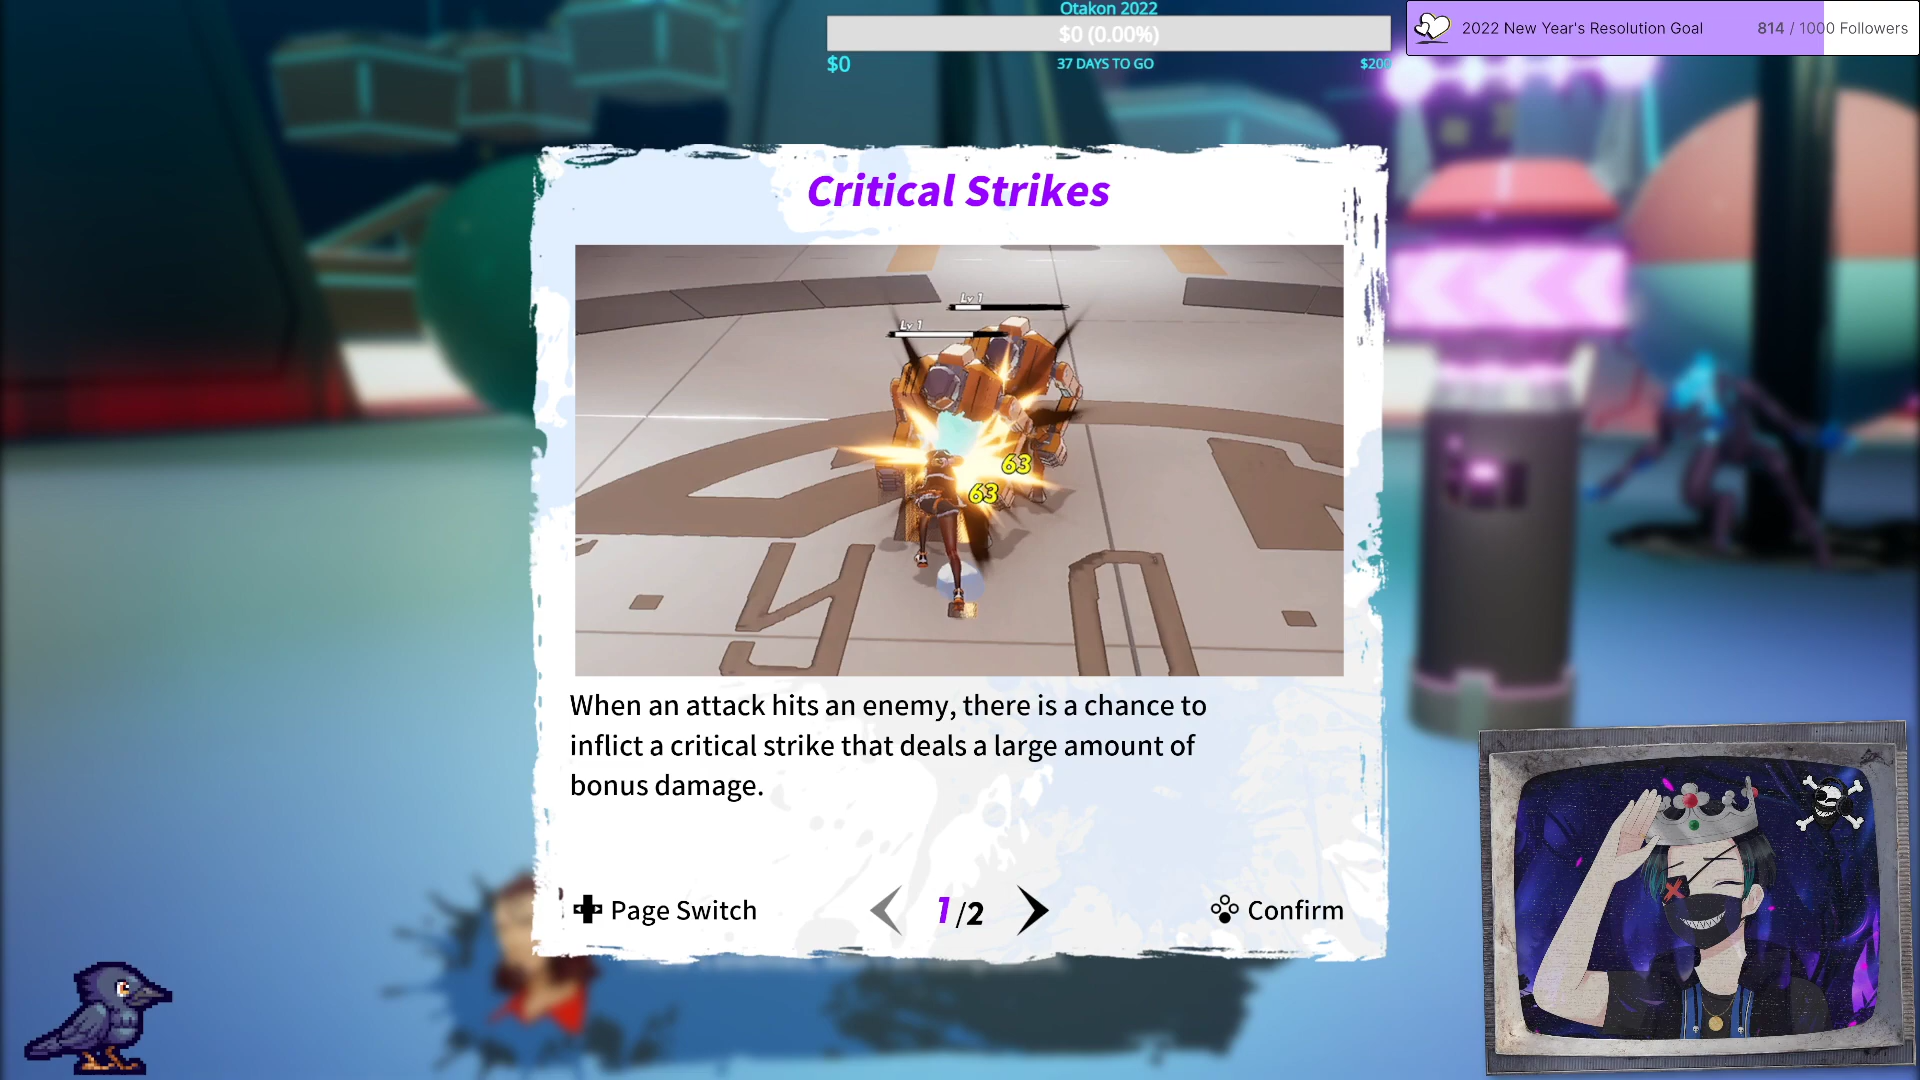 Otakon 2022
$0 (0.00%)
$0
37 DAYS TO GO
$200
2022 New Year's Resolution Goal
814 / 1000 Followers
Critical Strikes
Lv 1
Lv 1
63
63
When an attack hits an enemy, there is a chance to
inflict a critical strike that deals a large amount of
bonus damage.
Page Switch
1/2
Confirm